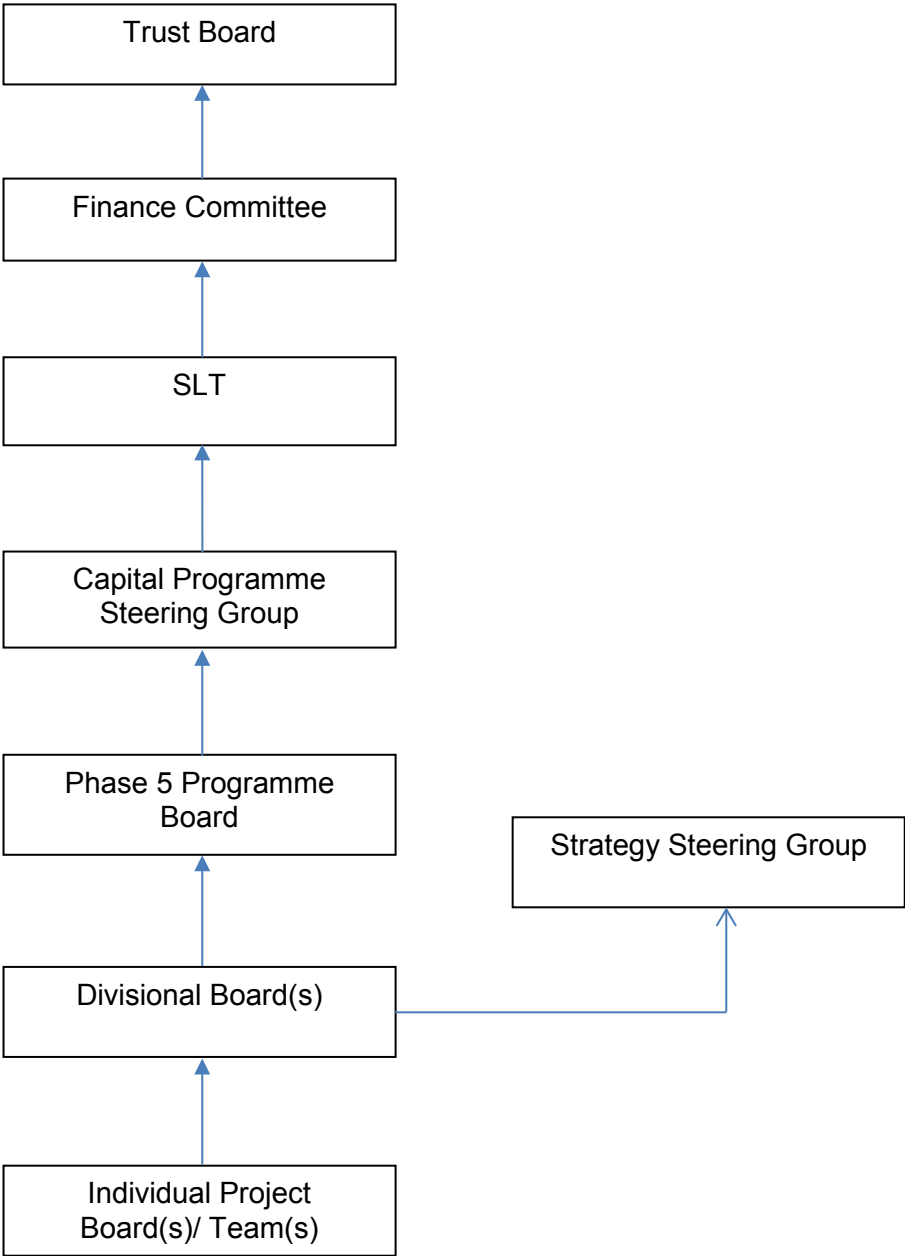 Trust Board
Finance Committee
SLT
Capital Programme
Steering Group
Phase 5 Programme
Board
Strategy Steering Group
Divisional Board(s)
Individual Project
Board(s)/ Team(s)